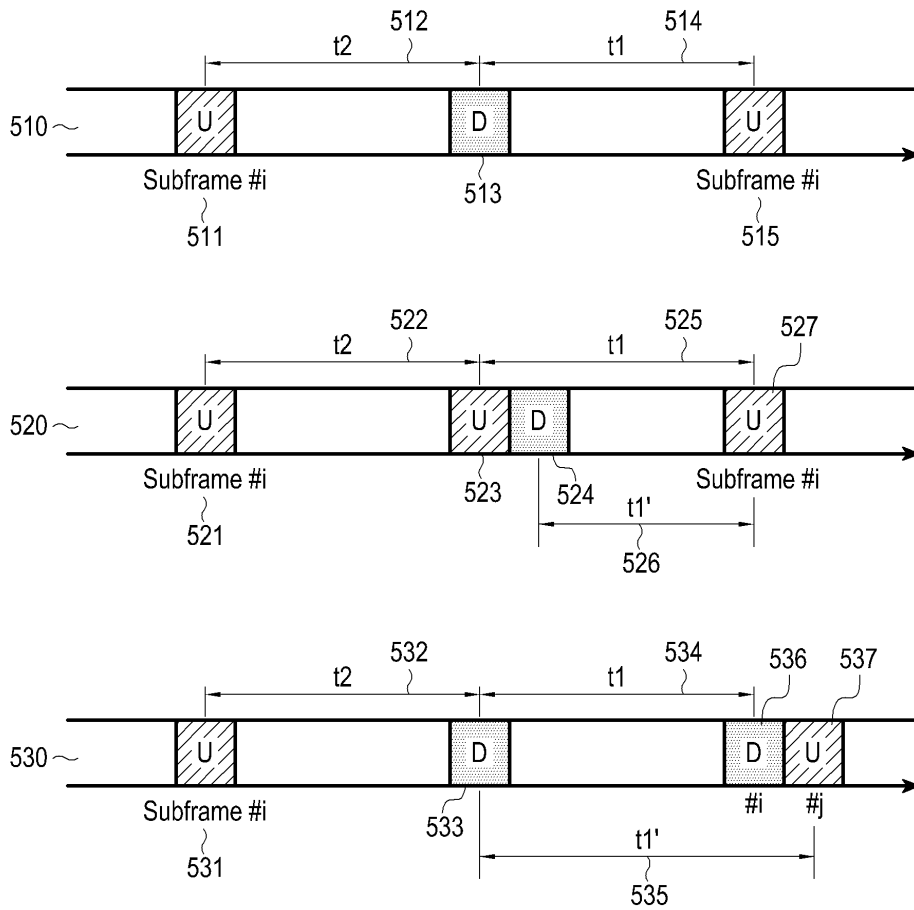 512 514
t2 t1
510 U D U
Subframe #i 513 Subframe #i
511 515
522 525 527
t2 t1
520 U U D U
Subframe #i 523 524 Subframe #i
521 t1' 526
532 534 536 537
t2 t1
530 U D D U
Subframe #i 533 #i #j
531 t1'
535